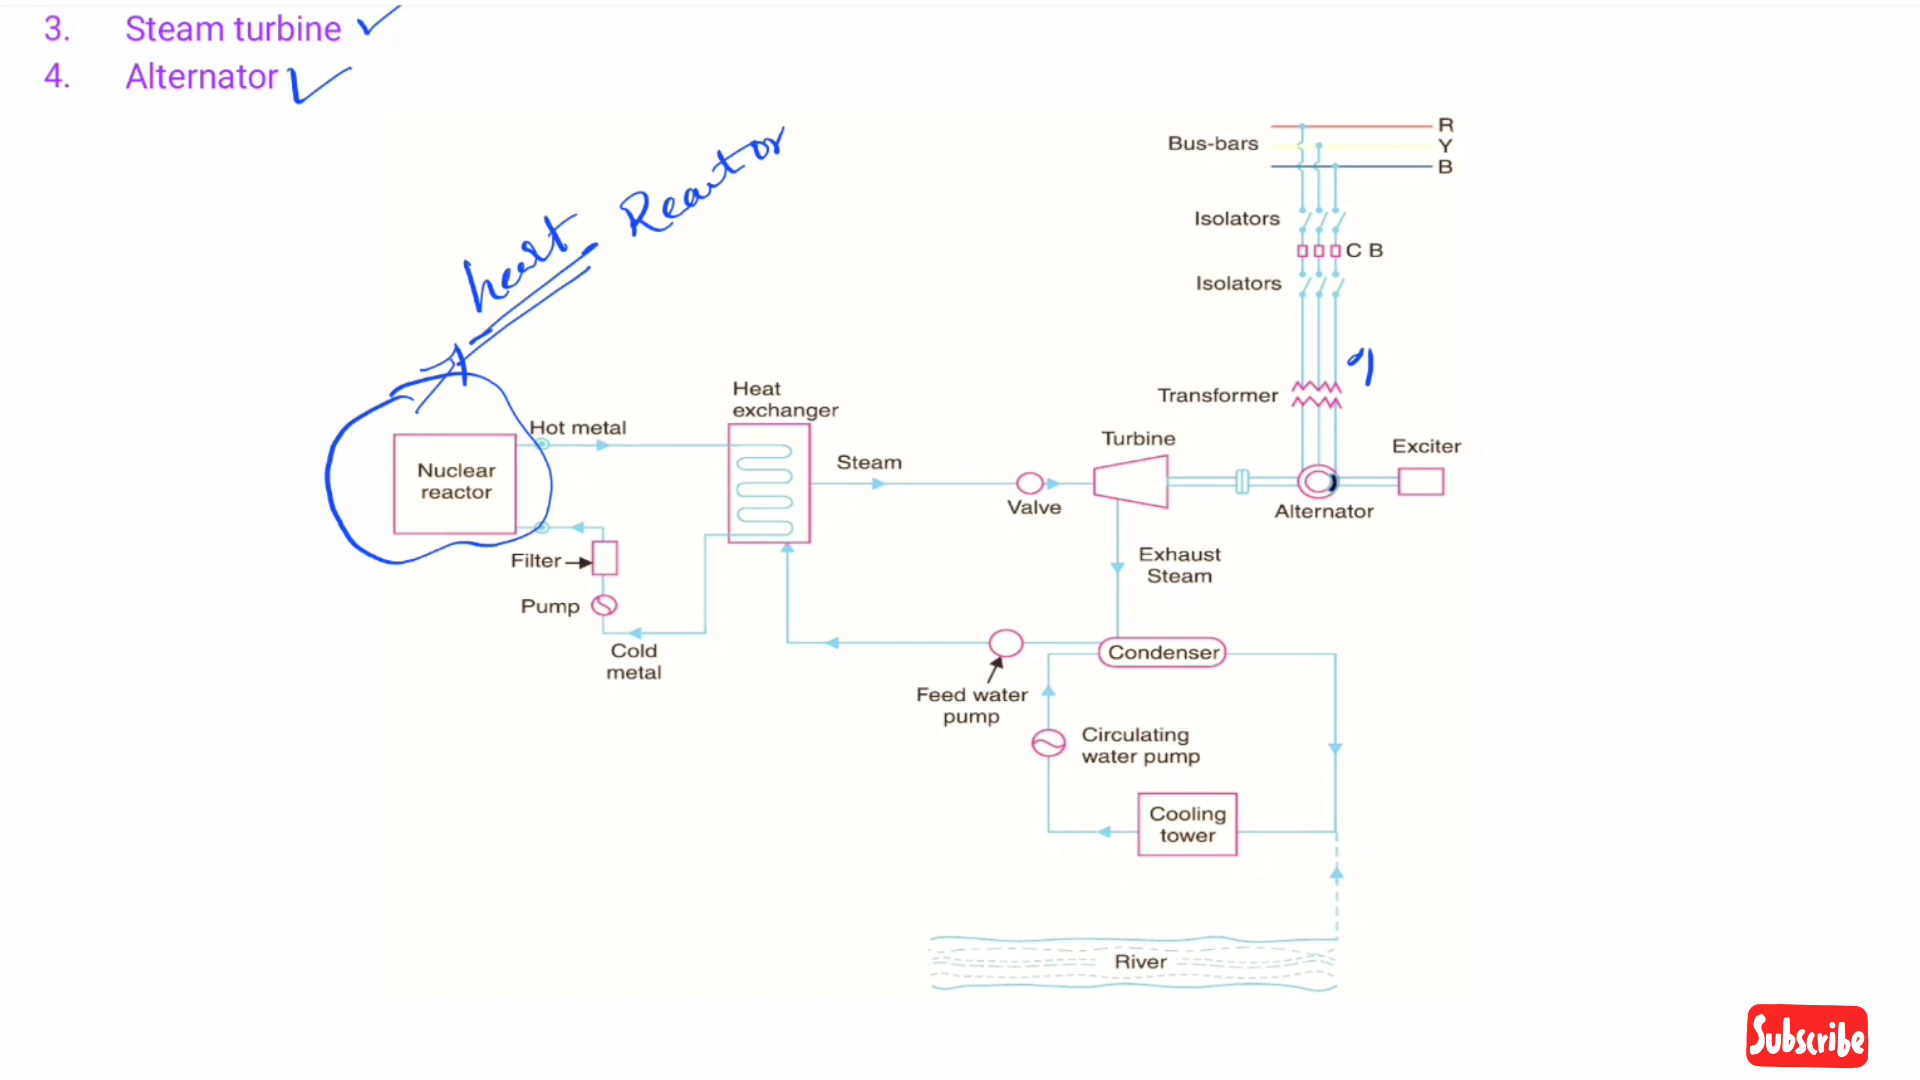 3. Steam turbine
4. Alternator
heart Reactor
Bus-bars
R
Y
B
Isolators
C B
Isolators
Transformer
Heat
exchanger
Hot metal
Nuclear
reactor
Steam
Valve
Turbine
Exciter
Alternator
Filter
Pump
Cold
metal
Exhaust
Steam
Condenser
Feed water
pump
Circulating
water pump
Cooling
tower
River
Subscribe